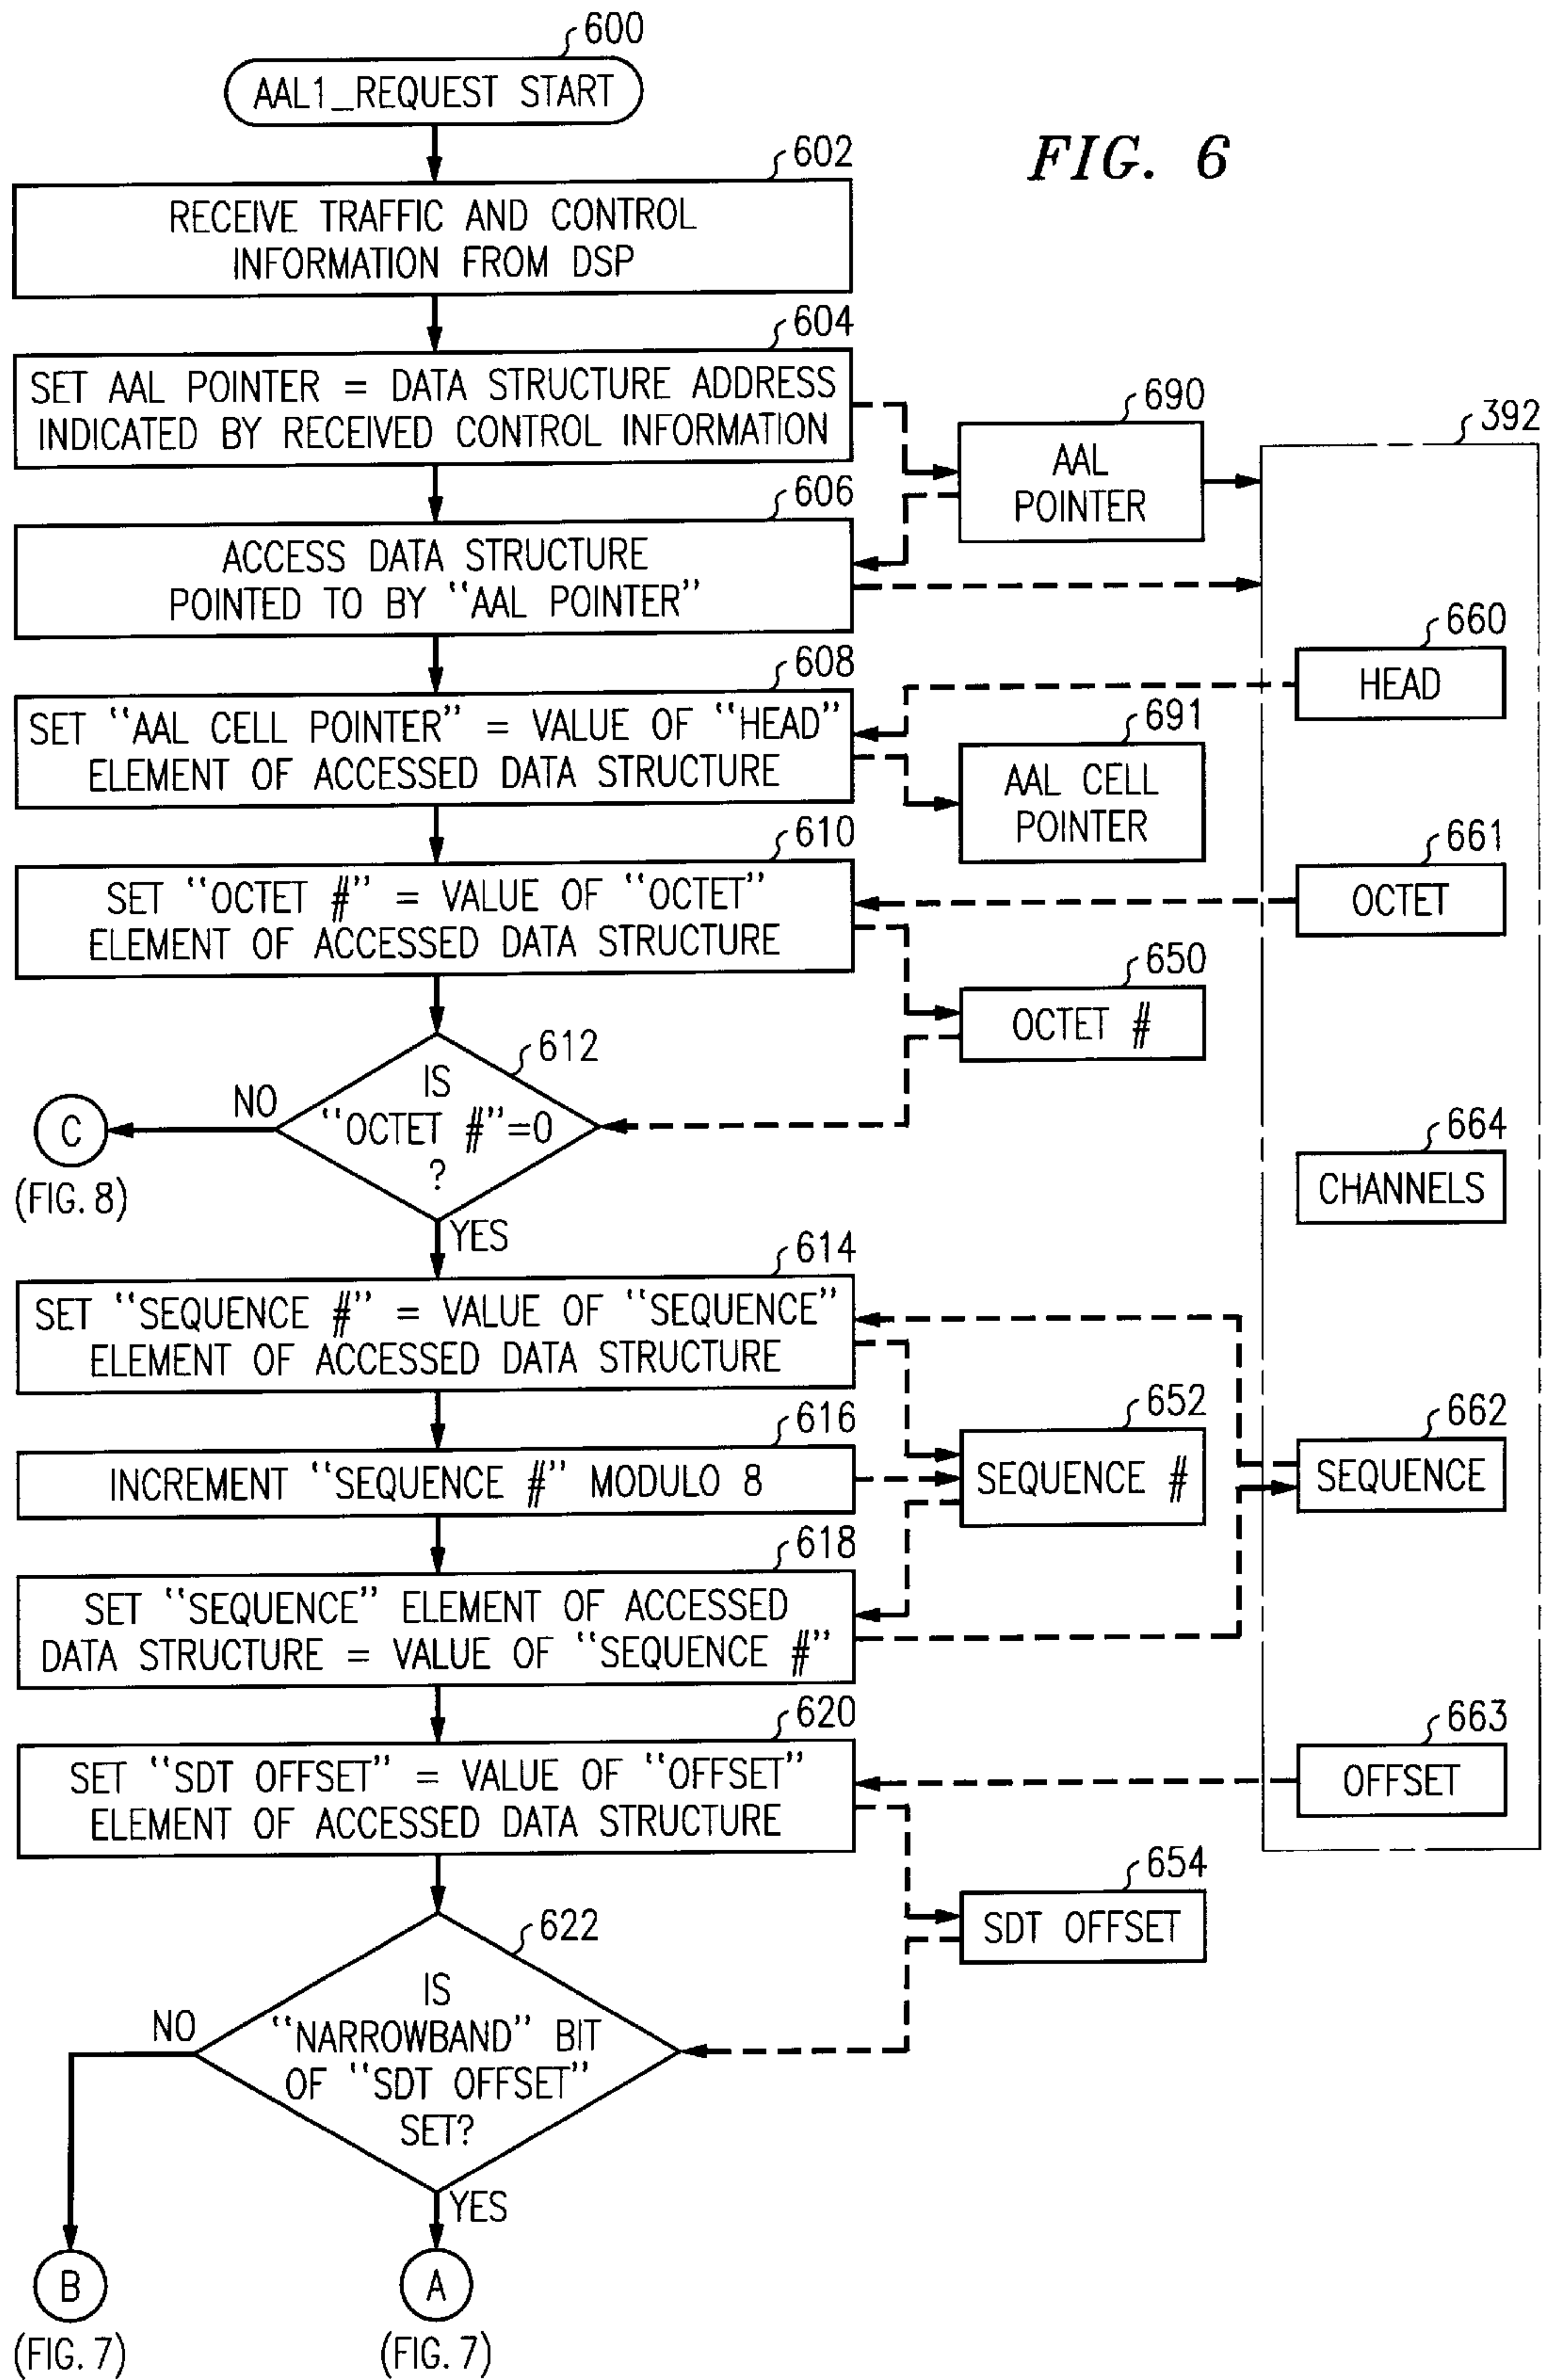 600
AAL1_REQUEST START
FIG. 6
602
RECEIVE TRAFFIC AND CONTROL
INFORMATION FROM DSP
604
SET AAL POINTER = DATA STRUCTURE ADDRESS
INDICATED BY RECEIVED CONTROL INFORMATION
690
AAL
POINTER
392
606
ACCESS DATA STRUCTURE
POINTED TO BY “AAL POINTER”
660
HEAD
608
SET “AAL CELL POINTER” = VALUE OF “HEAD”
ELEMENT OF ACCESSED DATA STRUCTURE
691
AAL CELL
POINTER
610
SET “OCTET #” = VALUE OF “OCTET”
ELEMENT OF ACCESSED DATA STRUCTURE
661
OCTET
650
OCTET #
612
IS
“OCTET #”=0
?
NO
C
(FIG. 8)
YES
664
CHANNELS
614
SET “SEQUENCE #” = VALUE OF “SEQUENCE”
ELEMENT OF ACCESSED DATA STRUCTURE
616
INCREMENT “SEQUENCE #” MODULO 8
652
SEQUENCE #
662
SEQUENCE
618
SET “SEQUENCE” ELEMENT OF ACCESSED
DATA STRUCTURE = VALUE OF “SEQUENCE #”
620
SET “SDT OFFSET” = VALUE OF “OFFSET”
ELEMENT OF ACCESSED DATA STRUCTURE
663
OFFSET
654
SDT OFFSET
622
IS
“NARROWBAND” BIT
OF “SDT OFFSET”
SET?
NO
YES
B
(FIG. 7)
A
(FIG. 7)